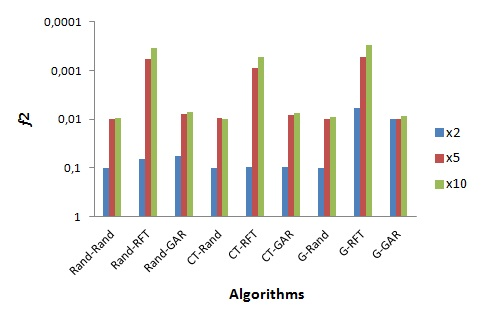 0,0001
0,001
0,01
0,1
1
f2
Rand-Rand
Rand-RFT
Rand-GAR
CT-Rand
CT-RFT
CT-GAR
G-Rand
G-RFT
G-GAR
Algorithms
x2
x5
x10